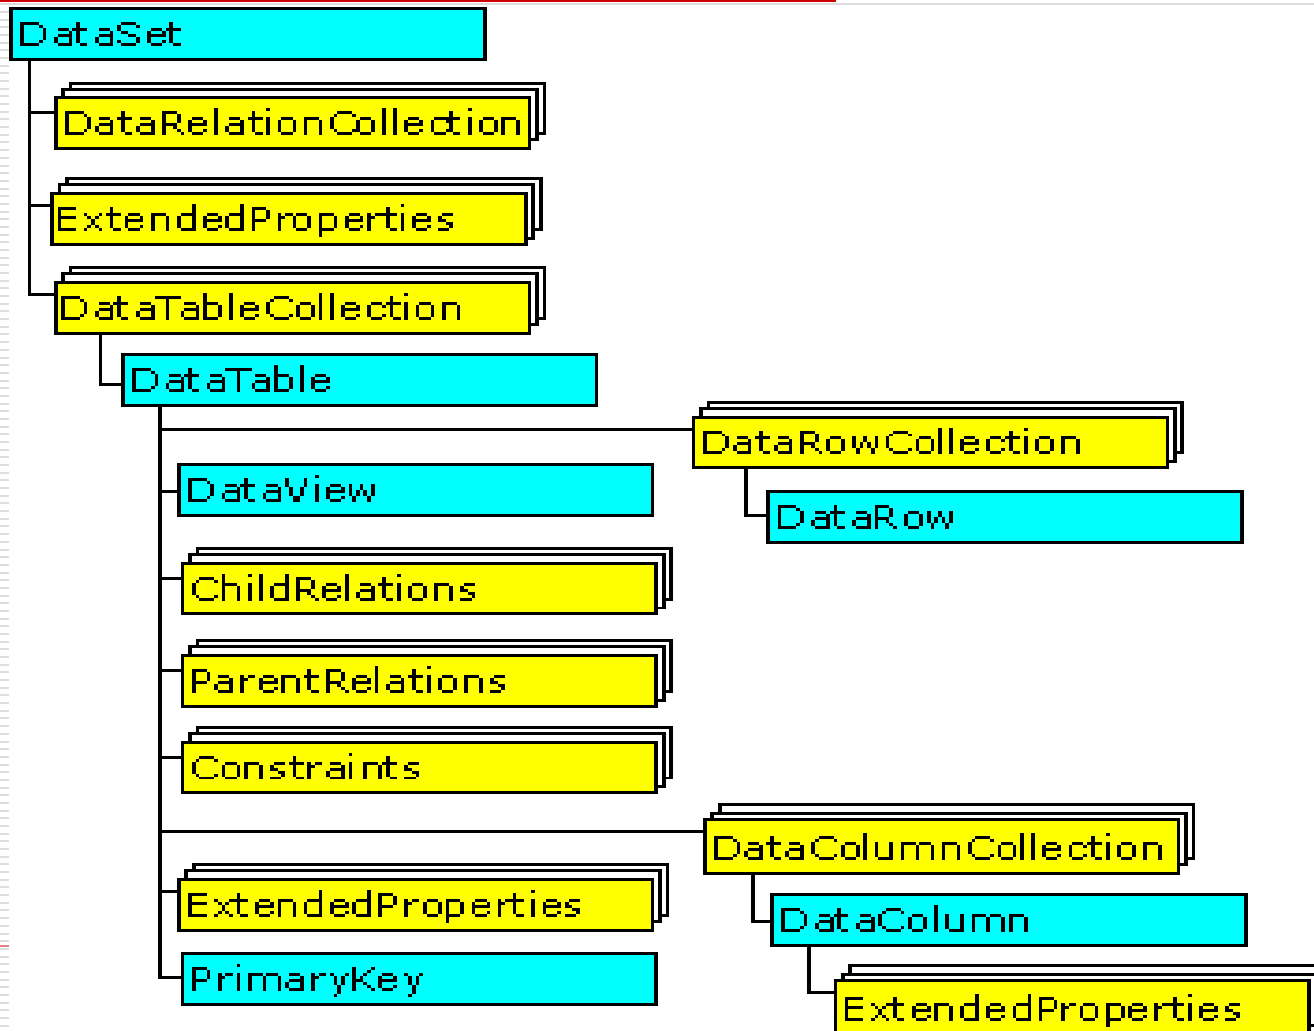 DataSet
DataRelationCollection
ExtendedProperties
DataTableCollection
DataTable
DataRowCollection
DataRow
DataView
ChildRelations
ParentRelations
Constraints
DataColumnCollection
DataColumn
ExtendedProperties
ExtendedProperties
PrimaryKey